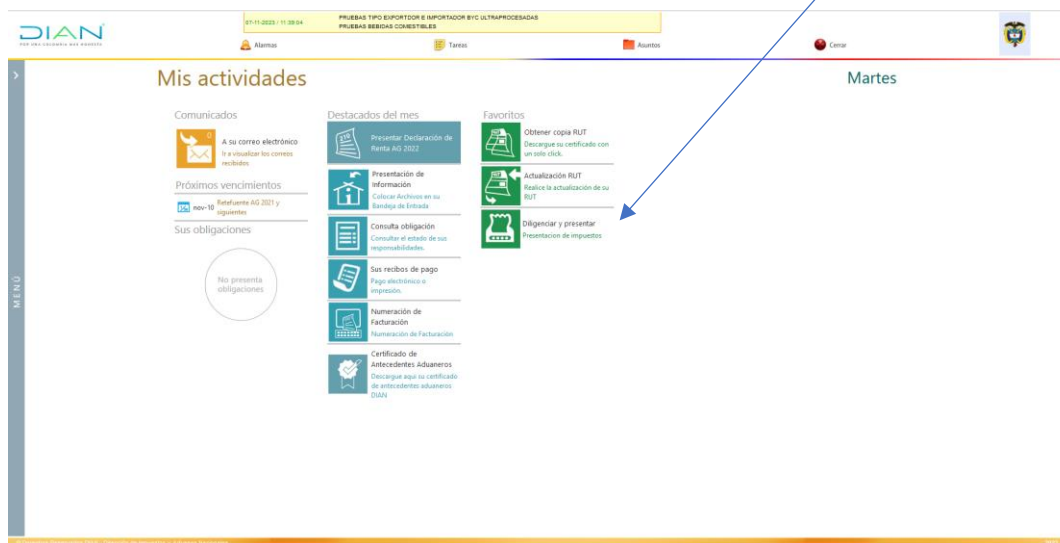 DIAN
POR UNA COLOMBIA MÁS HONESTA
07-11-2023 / 11:39:04
PRUEBAS TIPO EXPORTDOR E IMPORTADOR BYC ULTRAPROCESADAS
PRUEBAS BEBIDAS COMESTIBLES
Alarmas
Tareas
Asuntos
Cerrar
>
MENÚ
Mis actividades
Martes
Comunicados
0
A su correo electrónico
Ir a visualizar los correos
recibidos
Próximos vencimientos
nov-10
Retefuente AG 2021 y
siguientes
Sus obligaciones
No presenta
obligaciones
Destacados del mes
210
Presentar Declaración de
Renta AG 2022
Presentación de
Información
Colocar Archivos en su
Bandeja de Entrada
Consulta obligación
Consultar el estado de sus
responsabilidades.
Sus recibos de pago
Pago electrónico o
impresión.
Numeración de
Facturación
Numeración de Facturación
Certificado de
Antecedentes Aduaneros
Descargue aqui su certificado
de antecedentes aduaneros
DIAN
Favoritos
Obtener copia RUT
Descargue su certificado con
un solo click.
Actualización RUT
Realice la actualización de su
RUT
Diligenciar y presentar
Presentacion de impuestos